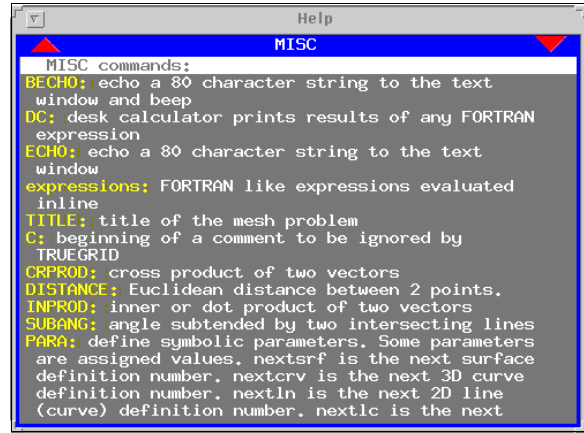 Help
MISC
MISC commands:
BECHO: echo a 80 character string to the text
window and beep
DC: desk calculator prints results of any FORTRAN
expression
ECHO: echo a 80 character string to the text
window
expressions: FORTRAN like expressions evaluated
inline
TITLE: title of the mesh problem
C: beginning of a comment to be ignored by
TRUEGRID
CRPROD: cross product of two vectors
DISTANCE: Euclidean distance between 2 points.
INPROD: inner or dot product of two vectors
SUBANG: angle subtended by two intersecting lines
PARA: define symbolic parameters. Some parameters
are assigned values. nextsrf is the next surface
definition number. nextcrv is the next 3D curve
definition number. nextln is the next 2D line
(curve) definition number. nextlc is the next